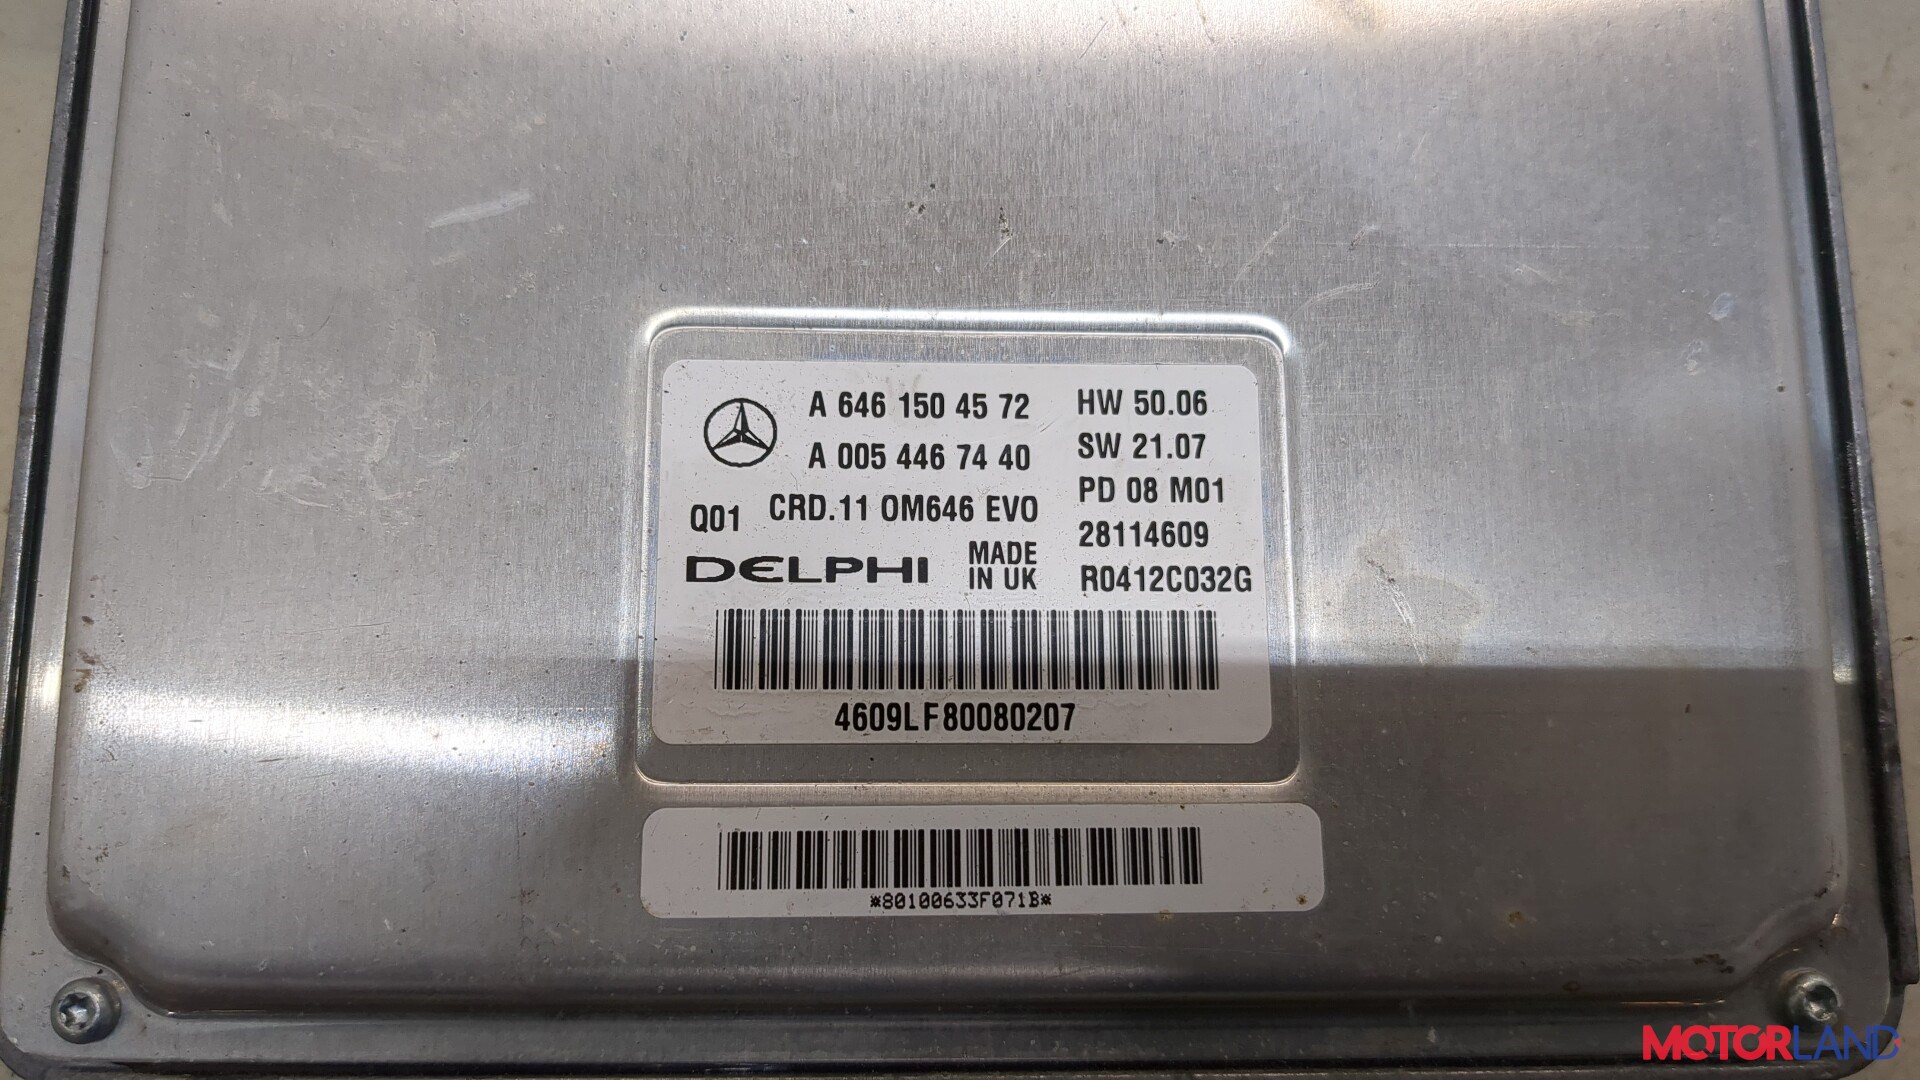 A 646 150 45 72
A 005 446 74 40
Q01 CRD.11 OM646 EVO
DELPHI MADE
IN UK
HW 50.06
SW 21.07
PD 08 M01
28114609
R0412C032G
4609LF80080207
*80100633F071B*
MOTORLAND